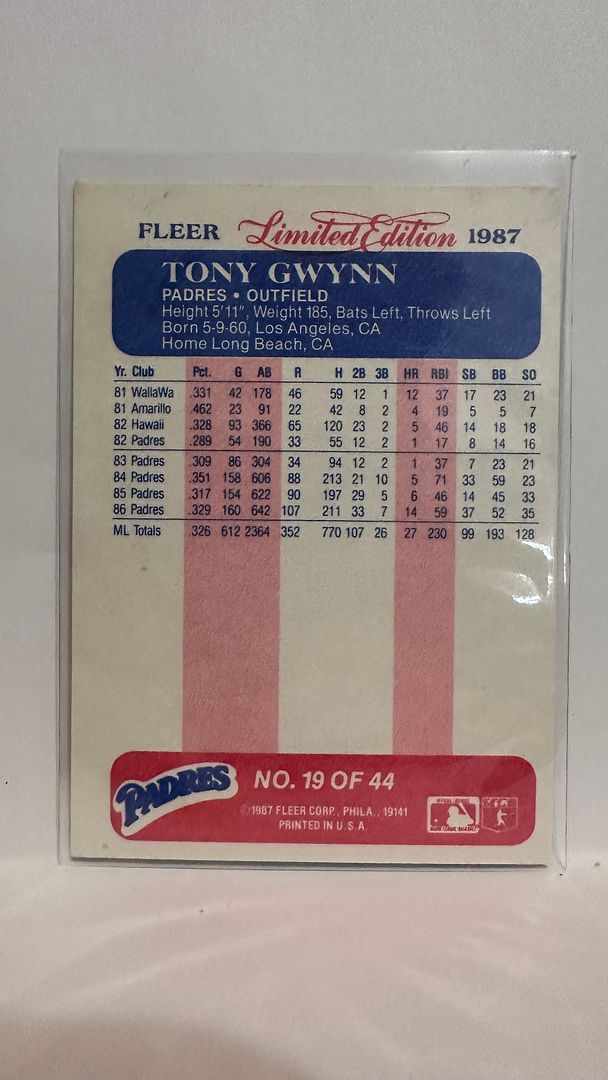 FLEER Limited Edition 1987
TONY GWYNN
PADRES • OUTFIELD
Height 5'11", Weight 185, Bats Left, Throws Left
Born 5-9-60, Los Angeles, CA
Home Long Beach, CA
Yr. Club Pct. G AB R H 2B 3B HR RBI SB BB SO
81 WallaWa .331 42 178 46 59 12 1 12 37 17 23 21
81 Amarillo .462 23 91 22 42 8 2 4 19 5 5 7
82 Hawaii .328 93 366 65 120 23 2 5 46 14 18 18
82 Padres .289 54 190 33 55 12 2 1 17 8 14 16
83 Padres .309 86 304 34 94 12 2 1 37 7 23 21
84 Padres .351 158 606 88 213 21 10 5 71 33 59 23
85 Padres .317 154 622 90 197 29 5 6 46 14 45 33
86 Padres .329 160 642 107 211 33 7 14 59 37 52 35
ML Totals .326 612 2364 352 770 107 26 27 230 99 193 128
PADRES
NO. 19 OF 44
©1987 FLEER CORP., PHILA., 19141
PRINTED IN U.S.A.